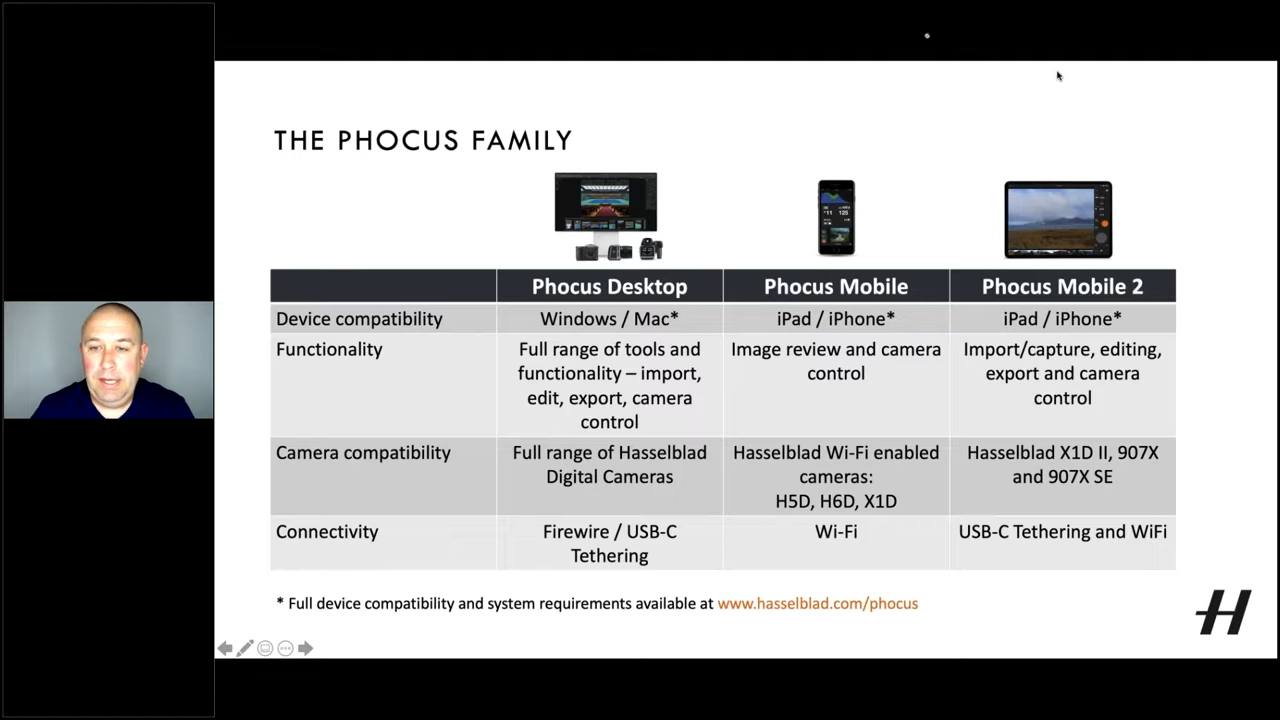 THE PHOCUS FAMILY
Phocus Desktop
Phocus Mobile
Phocus Mobile 2
Device compatibility
Windows / Mac*
iPad / iPhone*
iPad / iPhone*
Functionality
Full range of tools and
functionality – import,
edit, export, camera
control
Image review and camera
control
Import/capture, editing,
export and camera
control
Camera compatibility
Full range of Hasselblad
Digital Cameras
Hasselblad Wi-Fi enabled
cameras:
H5D, H6D, X1D
Hasselblad X1D II, 907X
and 907X SE
Connectivity
Firewire / USB-C
Tethering
Wi-Fi
USB-C Tethering and WiFi
* Full device compatibility and system requirements available at www.hasselblad.com/phocus
H